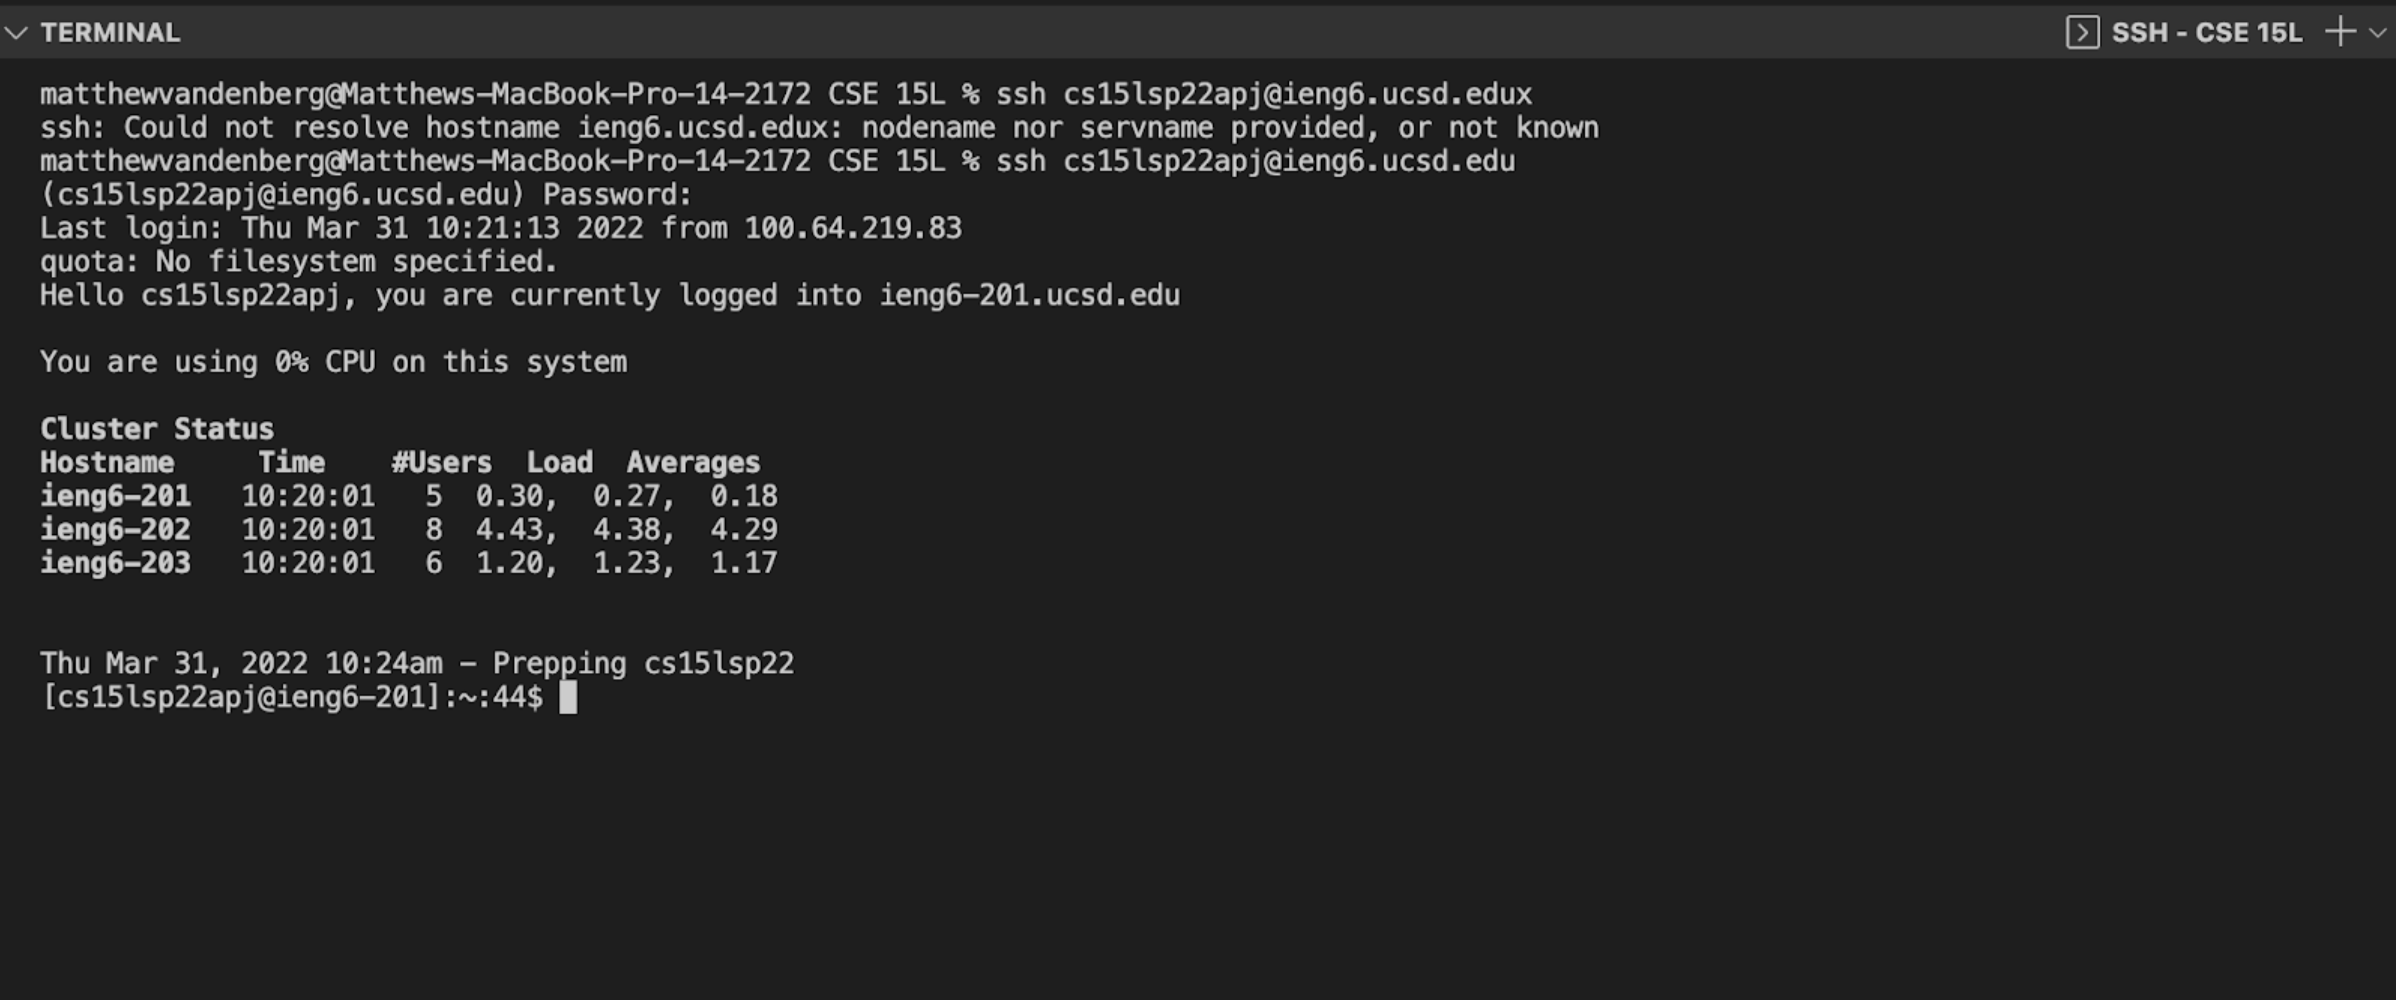 TERMINAL
SSH - CSE 15L
matthewvandenberg@Matthews-MacBook-Pro-14-2172 CSE 15L % ssh cs15lsp22apj@ieng6.ucsd.edux
ssh: Could not resolve hostname ieng6.ucsd.edux: nodename nor servname provided, or not known
matthewvandenberg@Matthews-MacBook-Pro-14-2172 CSE 15L % ssh cs15lsp22apj@ieng6.ucsd.edu
(cs15lsp22apj@ieng6.ucsd.edu) Password:
Last login: Thu Mar 31 10:21:13 2022 from 100.64.219.83
quota: No filesystem specified.
Hello cs15lsp22apj, you are currently logged into ieng6-201.ucsd.edu
You are using 0% CPU on this system
Cluster Status
Hostname     Time    #Users  Load  Averages
ieng6-201   10:20:01   5  0.30,  0.27,  0.18
ieng6-202   10:20:01   8  4.43,  4.38,  4.29
ieng6-203   10:20:01   6  1.20,  1.23,  1.17
Thu Mar 31, 2022 10:24am - Prepping cs15lsp22
[cs15lsp22apj@ieng6-201]:~:44$